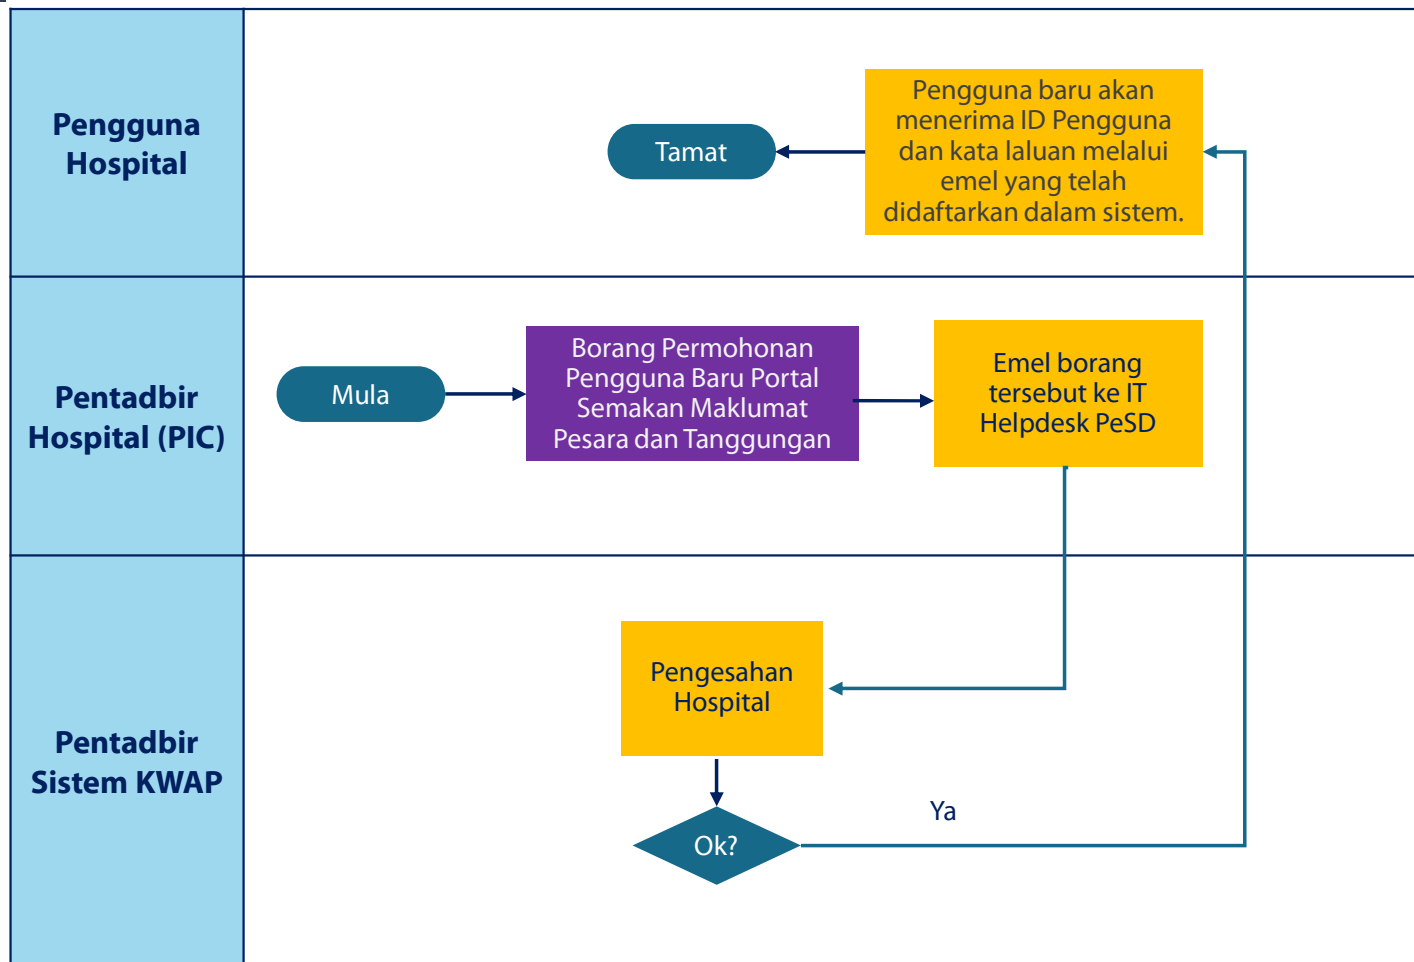 Pengguna
Hospital
Tamat
Pengguna baru akan
menerima ID Pengguna
dan kata laluan melalui
emel yang telah
didaftarkan dalam sistem.
Pentadbir
Hospital (PIC)
Mula
Borang Permohonan
Pengguna Baru Portal
Semakan Maklumat
Pesara dan Tanggungan
Emel borang
tersebut ke IT
Helpdesk PeSD
Pentadbir
Sistem KWAP
Pengesahan
Hospital
Ok?
Ya